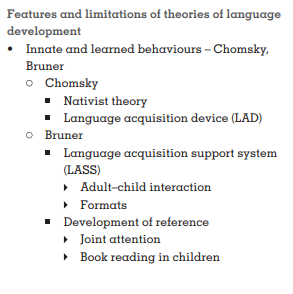 Features and limitations of theories of language
development
• Innate and learned behaviours – Chomsky,
Bruner
○ Chomsky
■ Nativist theory
■ Language acquisition device (LAD)
○ Bruner
■ Language acquisition support system
(LASS)
▸ Adult–child interaction
▸ Formats
■ Development of reference
▸ Joint attention
▸ Book reading in children